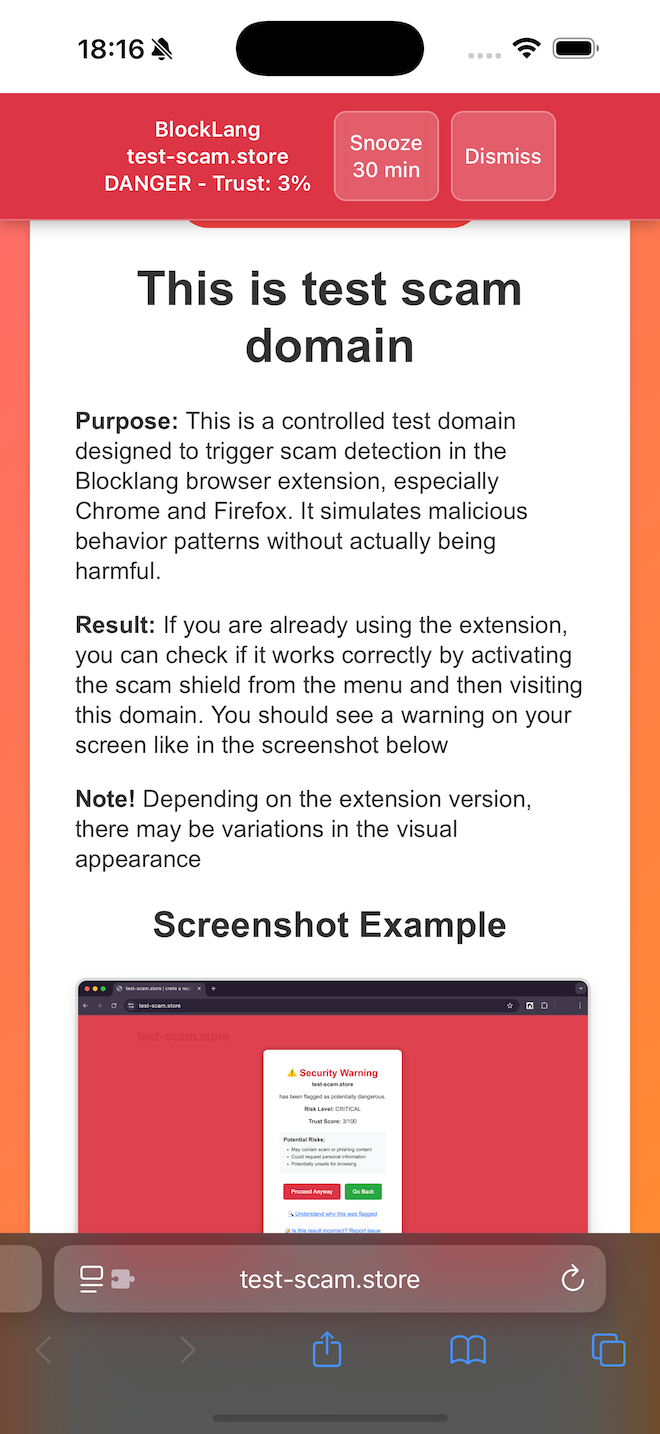 18:16
BlockLang
test-scam.store
DANGER - Trust: 3%
Snooze
30 min
Dismiss
This is test scam
domain
Purpose: This is a controlled test domain
designed to trigger scam detection in the
Blocklang browser extension, especially
Chrome and Firefox. It simulates malicious
behavior patterns without actually being
harmful.
Result: If you are already using the extension,
you can check if it works correctly by activating
the scam shield from the menu and then visiting
this domain. You should see a warning on your
screen like in the screenshot below
Note! Depending on the extension version,
there may be variations in the visual
appearance
Screenshot Example
test-scam.store | crete a rep
test-scam.store
test-scam.store
⚠️ Security Warning
test-scam.store
has been flagged as potentially dangerous.
Risk Level: CRITICAL
Trust Score: 3/100
Potential Risks:
• May contain scam or phishing content
• Could request personal information
• Potentially unsafe for browsing
Proceed Anyway
Go Back
🔍 Understand why this was flagged
📝 Is this result incorrect? Report issue
test-scam.store